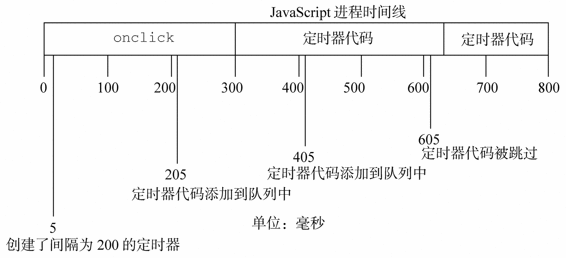 JavaScript 进程时间线
onclick 定时器代码 定时器代码
0 100 200 300 400 500 600 700 800
605
定时器代码被跳过
405
定时器代码添加到队列中
205
定时器代码添加到队列中
5
单位：毫秒
创建了间隔为 200 的定时器